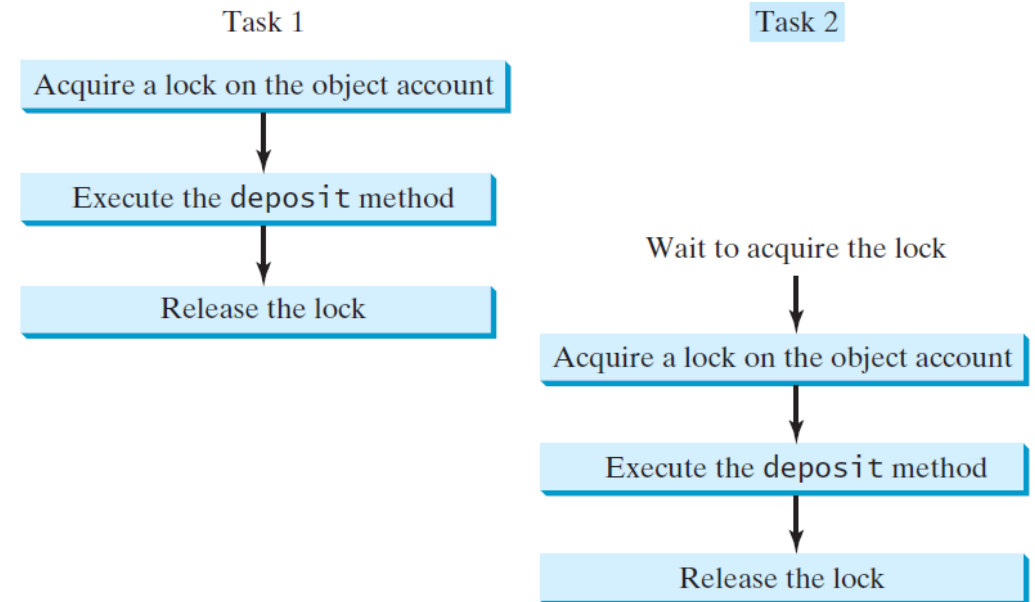 Task 1
Acquire a lock on the object account
Execute the deposit method
Release the lock
Task 2
Wait to acquire the lock
Acquire a lock on the object account
Execute the deposit method
Release the lock